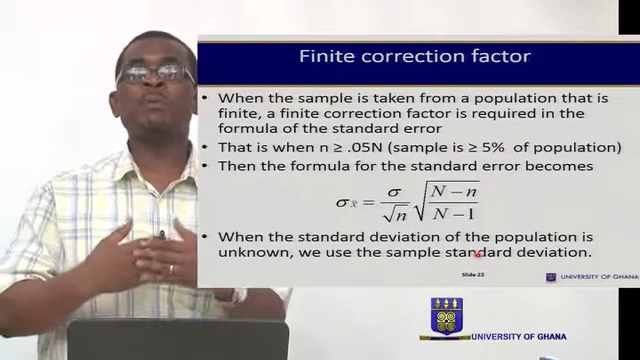 Finite correction factor
• When the sample is taken from a population that is
finite, a finite correction factor is required in the
formula of the standard error
• That is when n ≥ .05N (sample is ≥ 5% of population)
• Then the formula for the standard error becomes
σx̄ = σ/√n √((N − n)/(N − 1))
• When the standard deviation of the population is
unknown, we use the sample standard deviation.
Slide 22
UNIVERSITY OF GHANA
UNIVERSITY OF GHANA